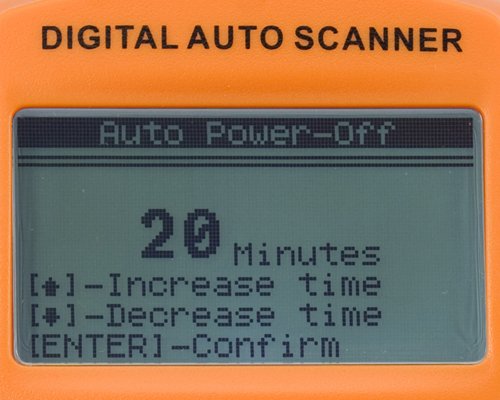 DIGITAL AUTO SCANNER
Auto Power-Off
20 Minutes
[⬆]-Increase time
[⬇]-Decrease time
[ENTER]-Confirm